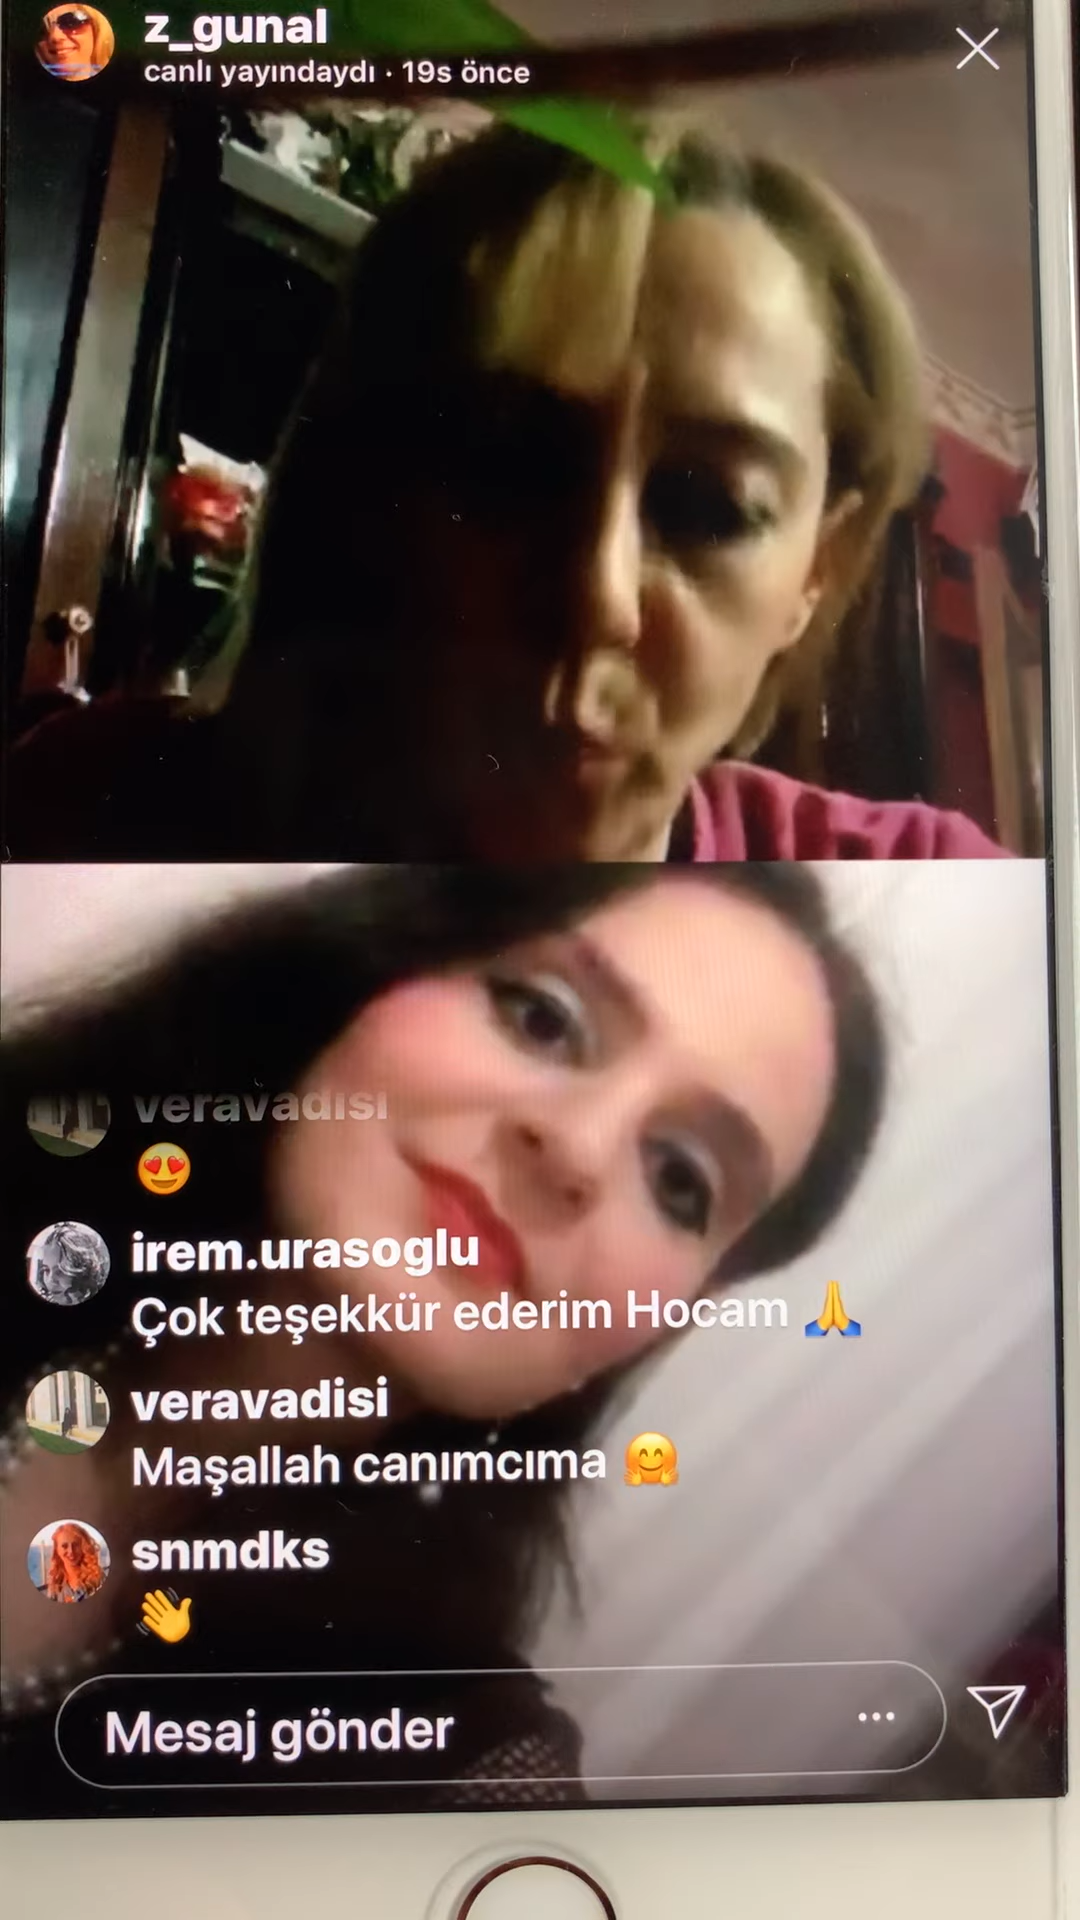 z_gunal
canlı yayındaydı · 19s önce
veravadisi
😍
irem.urasoglu
Çok teşekkür ederim Hocam 🙏
veravadisi
Maşallah canımcıma 🤗
snmdks
👋
Mesaj gönder